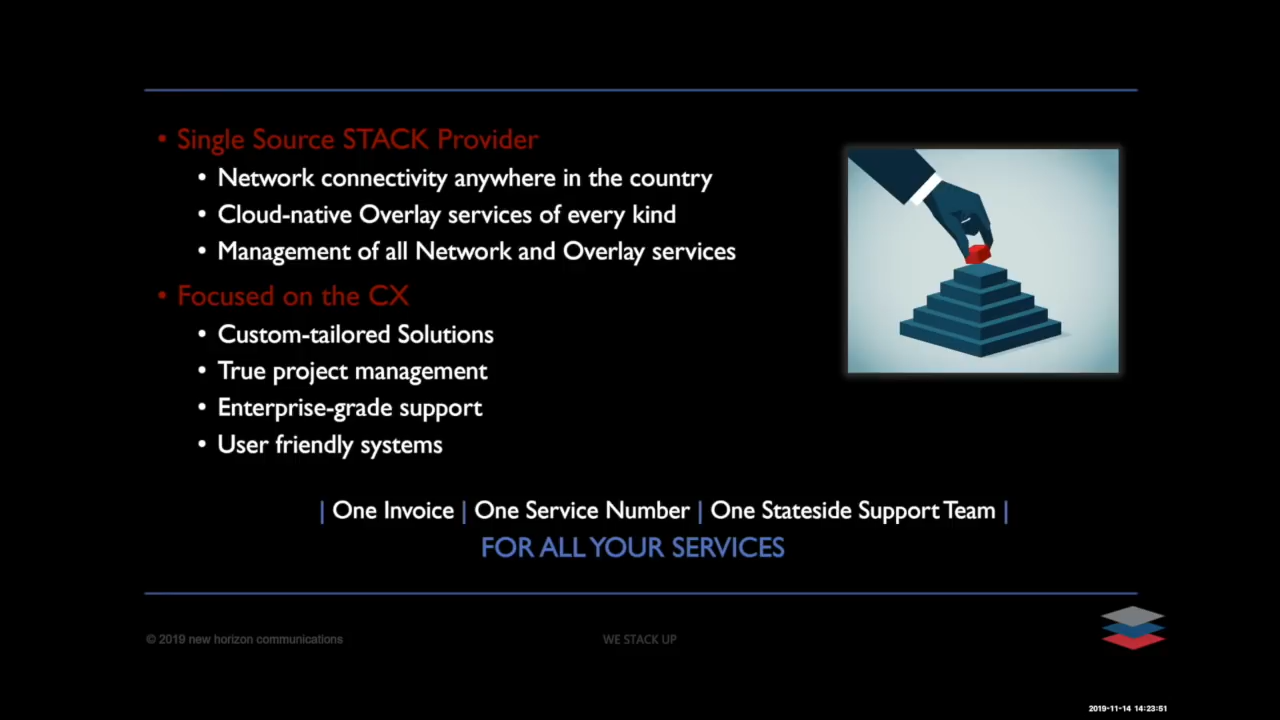 • Single Source STACK Provider
• Network connectivity anywhere in the country
• Cloud-native Overlay services of every kind
• Management of all Network and Overlay services
• Focused on the CX
• Custom-tailored Solutions
• True project management
• Enterprise-grade support
• User friendly systems
| One Invoice | One Service Number | One Stateside Support Team |
FOR ALL YOUR SERVICES
© 2019 new horizon communications
WE STACK UP
2019-11-14 14:23:51